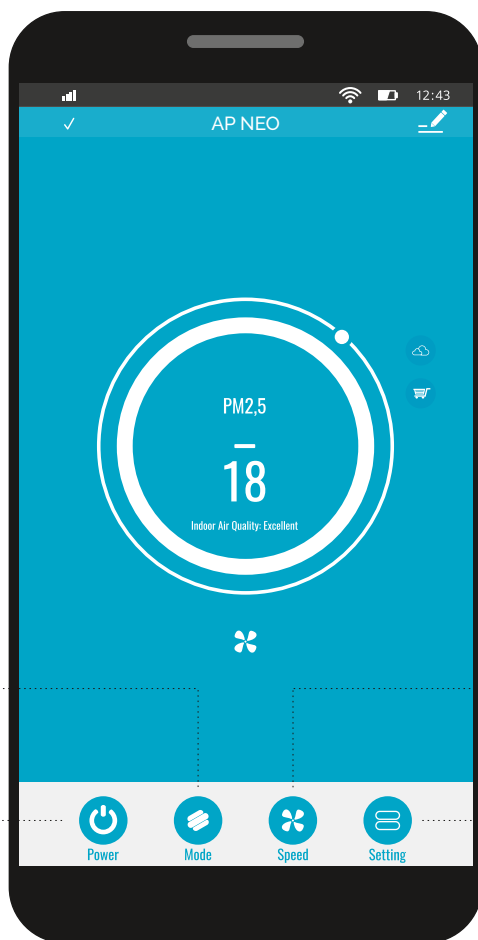 12:43
AP NEO
PM2,5
18
Indoor Air Quality: Excellent
Power Mode Speed Setting